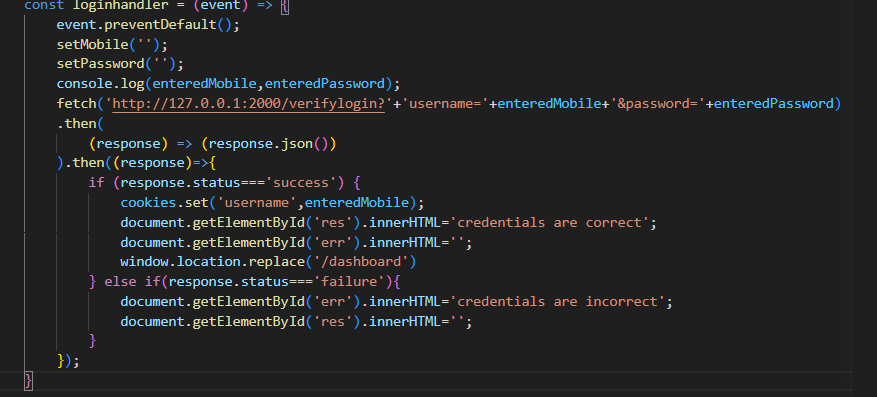 const loginhandler = (event) => {
event.preventDefault();
setMobile('');
setPassword('');
console.log(enteredMobile,enteredPassword);
fetch('http://127.0.0.1:2000/verifylogin?'+'username='+enteredMobile+'&password='+enteredPassword)
.then(
(response) => (response.json())
).then((response)=>{
if (response.status==='success') {
cookies.set('username',enteredMobile);
document.getElementById('res').innerHTML='credentials are correct';
document.getElementById('err').innerHTML='';
window.location.replace('/dashboard')
} else if(response.status==='failure'){
document.getElementById('err').innerHTML='credentials are incorrect';
document.getElementById('res').innerHTML='';
}
});
}